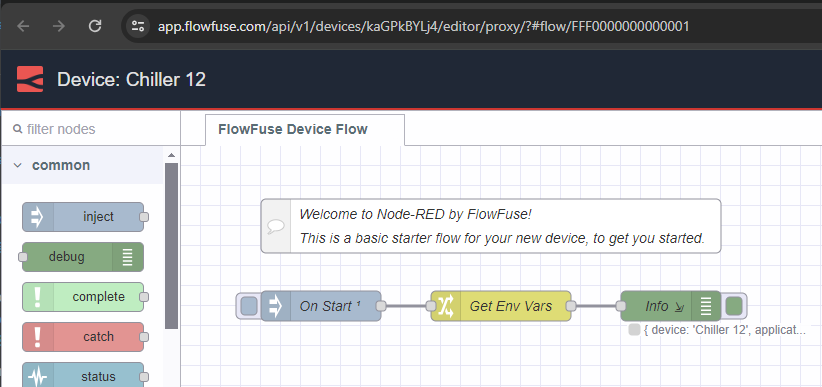 app.flowfuse.com/api/v1/devices/kaGPkBYLj4/editor/proxy/?#flow/FFF0000000000001
Device: Chiller 12
filter nodes
FlowFuse Device Flow
common
inject
debug
complete
catch
status
Welcome to Node-RED by FlowFuse!
This is a basic starter flow for your new device, to get you started.
On Start ¹
Get Env Vars
Info ⇲
{ device: 'Chiller 12', applicat...